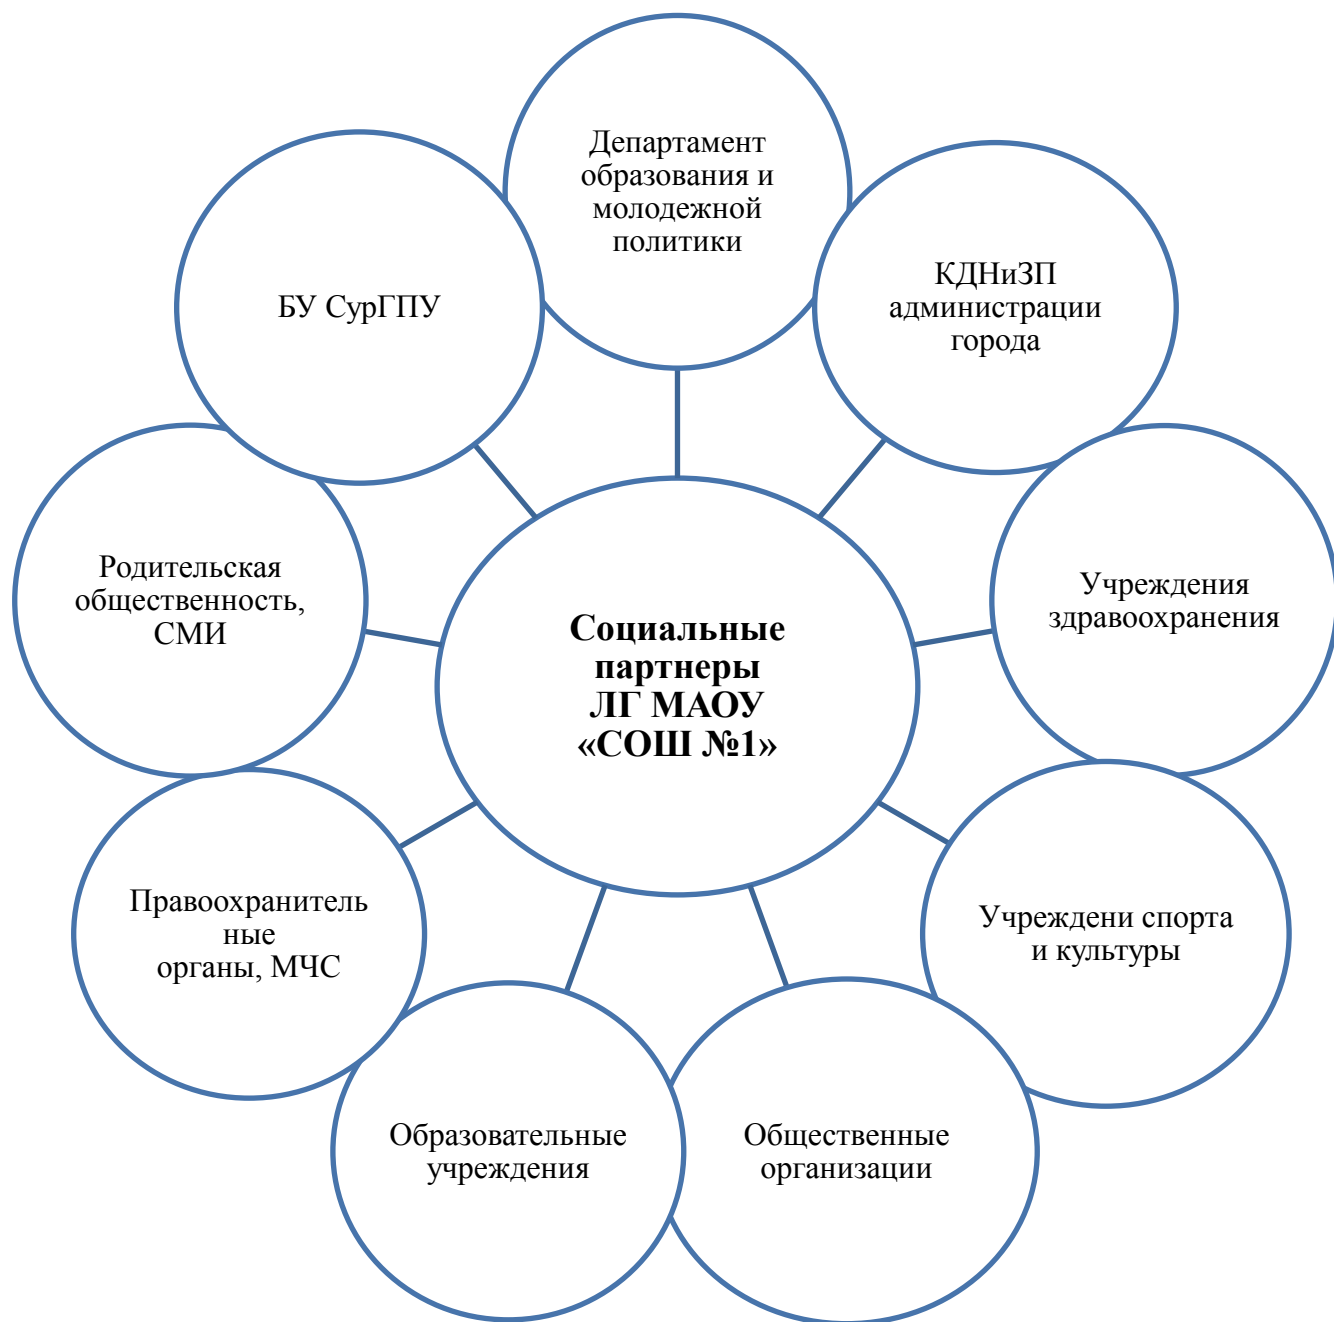 Департамент
образования и
молодежной
политики
КДНиЗП
администрации
города
БУ СурГПУ
Учреждения
здравоохранения
Родительская
общественность,
СМИ
Социальные
партнеры
ЛГ МАОУ
«СОШ №1»
Учреждени спорта
и культуры
Правоохранитель
ные
органы, МЧС
Общественные
организации
Образовательные
учреждения